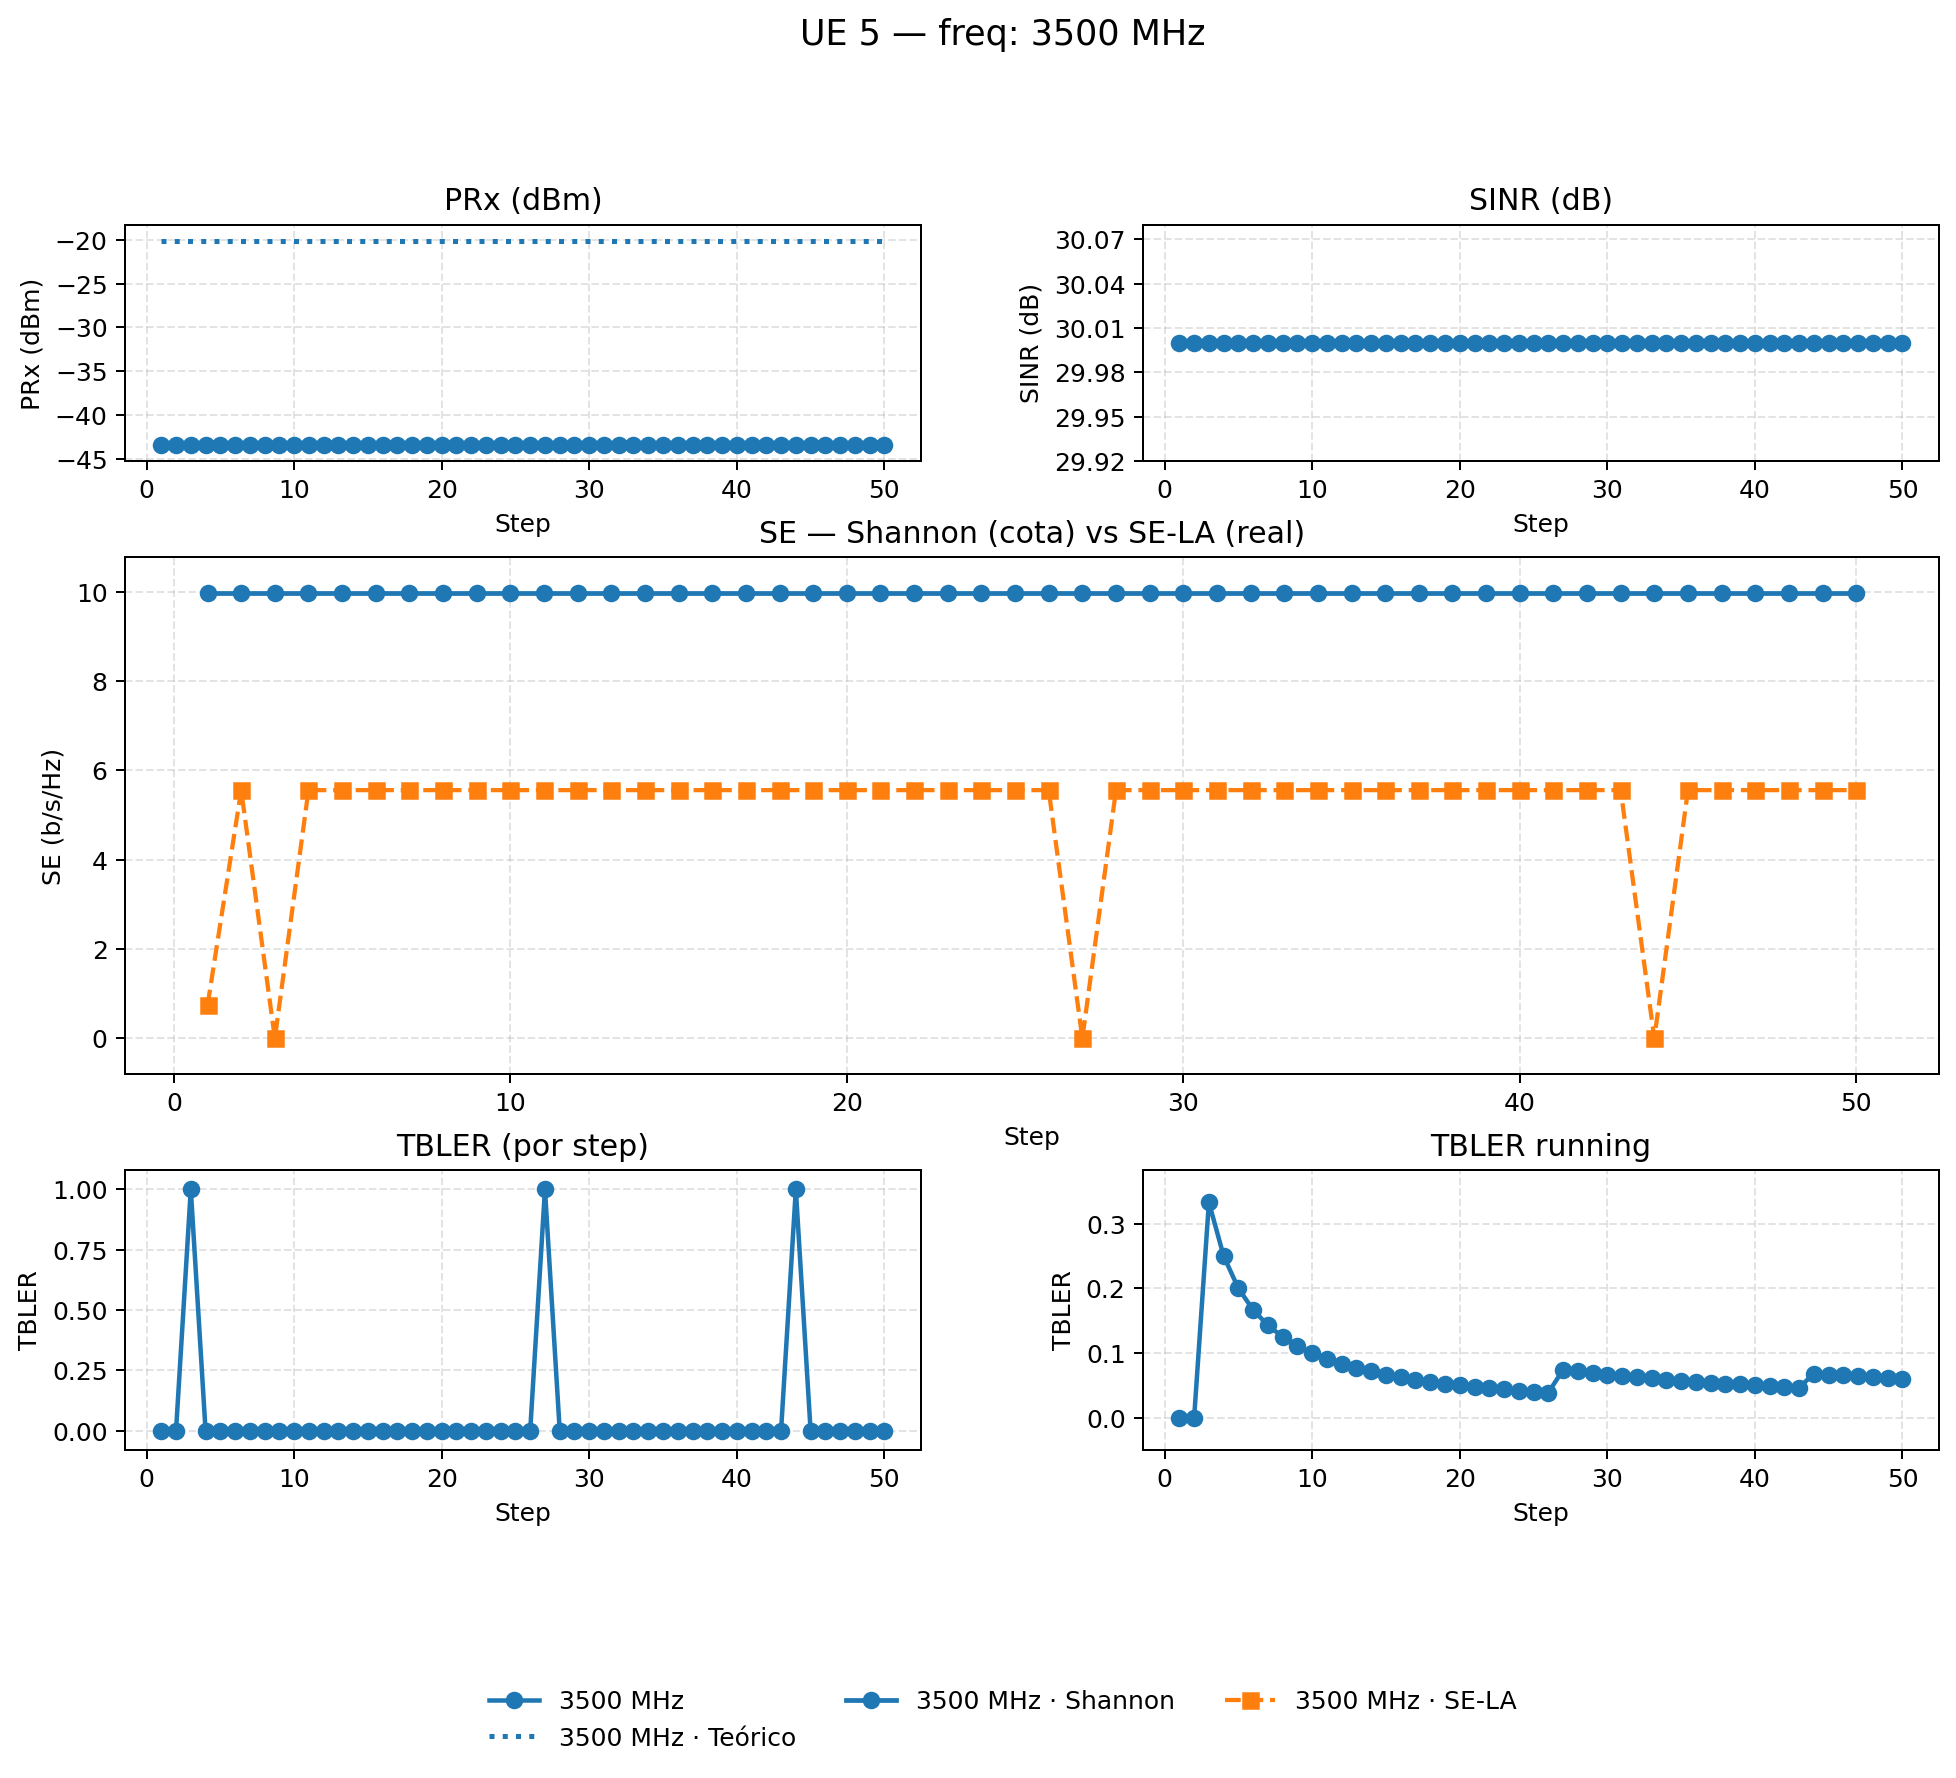 UE 5 — freq: 3500 MHz
PRx (dBm)
PRx (dBm)
−20
−25
−30
−35
−40
−45
0 10 20 30 40 50
Step
SINR (dB)
SINR (dB)
30.07
30.04
30.01
29.98
29.95
29.92
0 10 20 30 40 50
Step
SE — Shannon (cota) vs SE-LA (real)
SE (b/s/Hz)
10
8
6
4
2
0
0 10 20 30 40 50
Step
TBLER (por step)
TBLER
1.00
0.75
0.50
0.25
0.00
0 10 20 30 40 50
Step
TBLER running
TBLER
0.3
0.2
0.1
0.0
0 10 20 30 40 50
Step
3500 MHz
3500 MHz · Teórico
3500 MHz · Shannon
3500 MHz · SE-LA